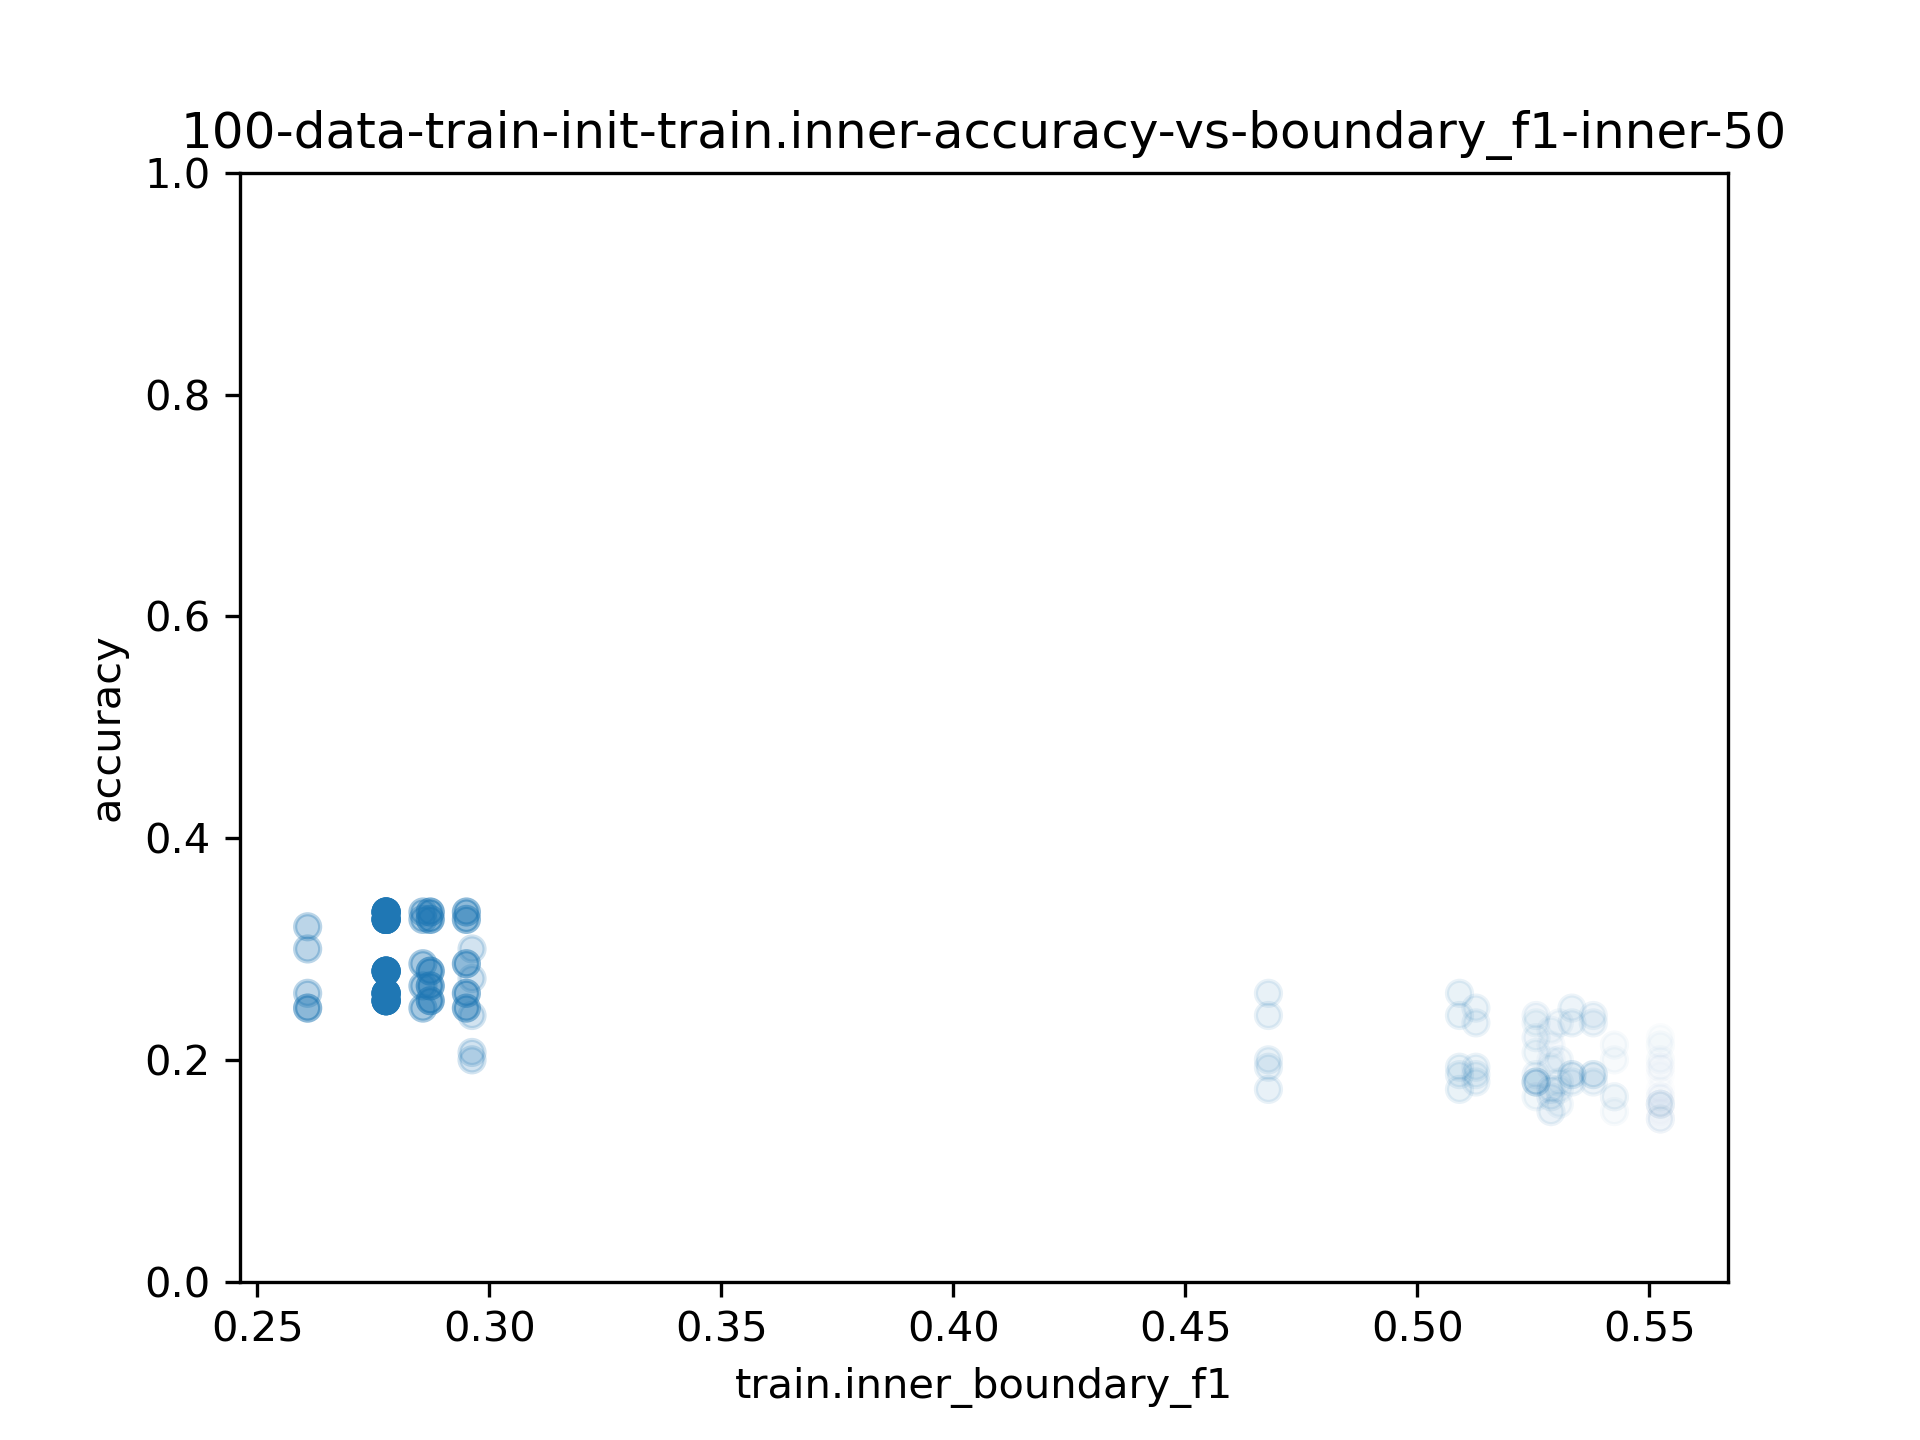 100-data-train-init-train.inner-accuracy-vs-boundary_f1-inner-50
1.0
0.8
0.6
0.4
0.2
0.0
accuracy
0.25 0.30 0.35 0.40 0.45 0.50 0.55
train.inner_boundary_f1